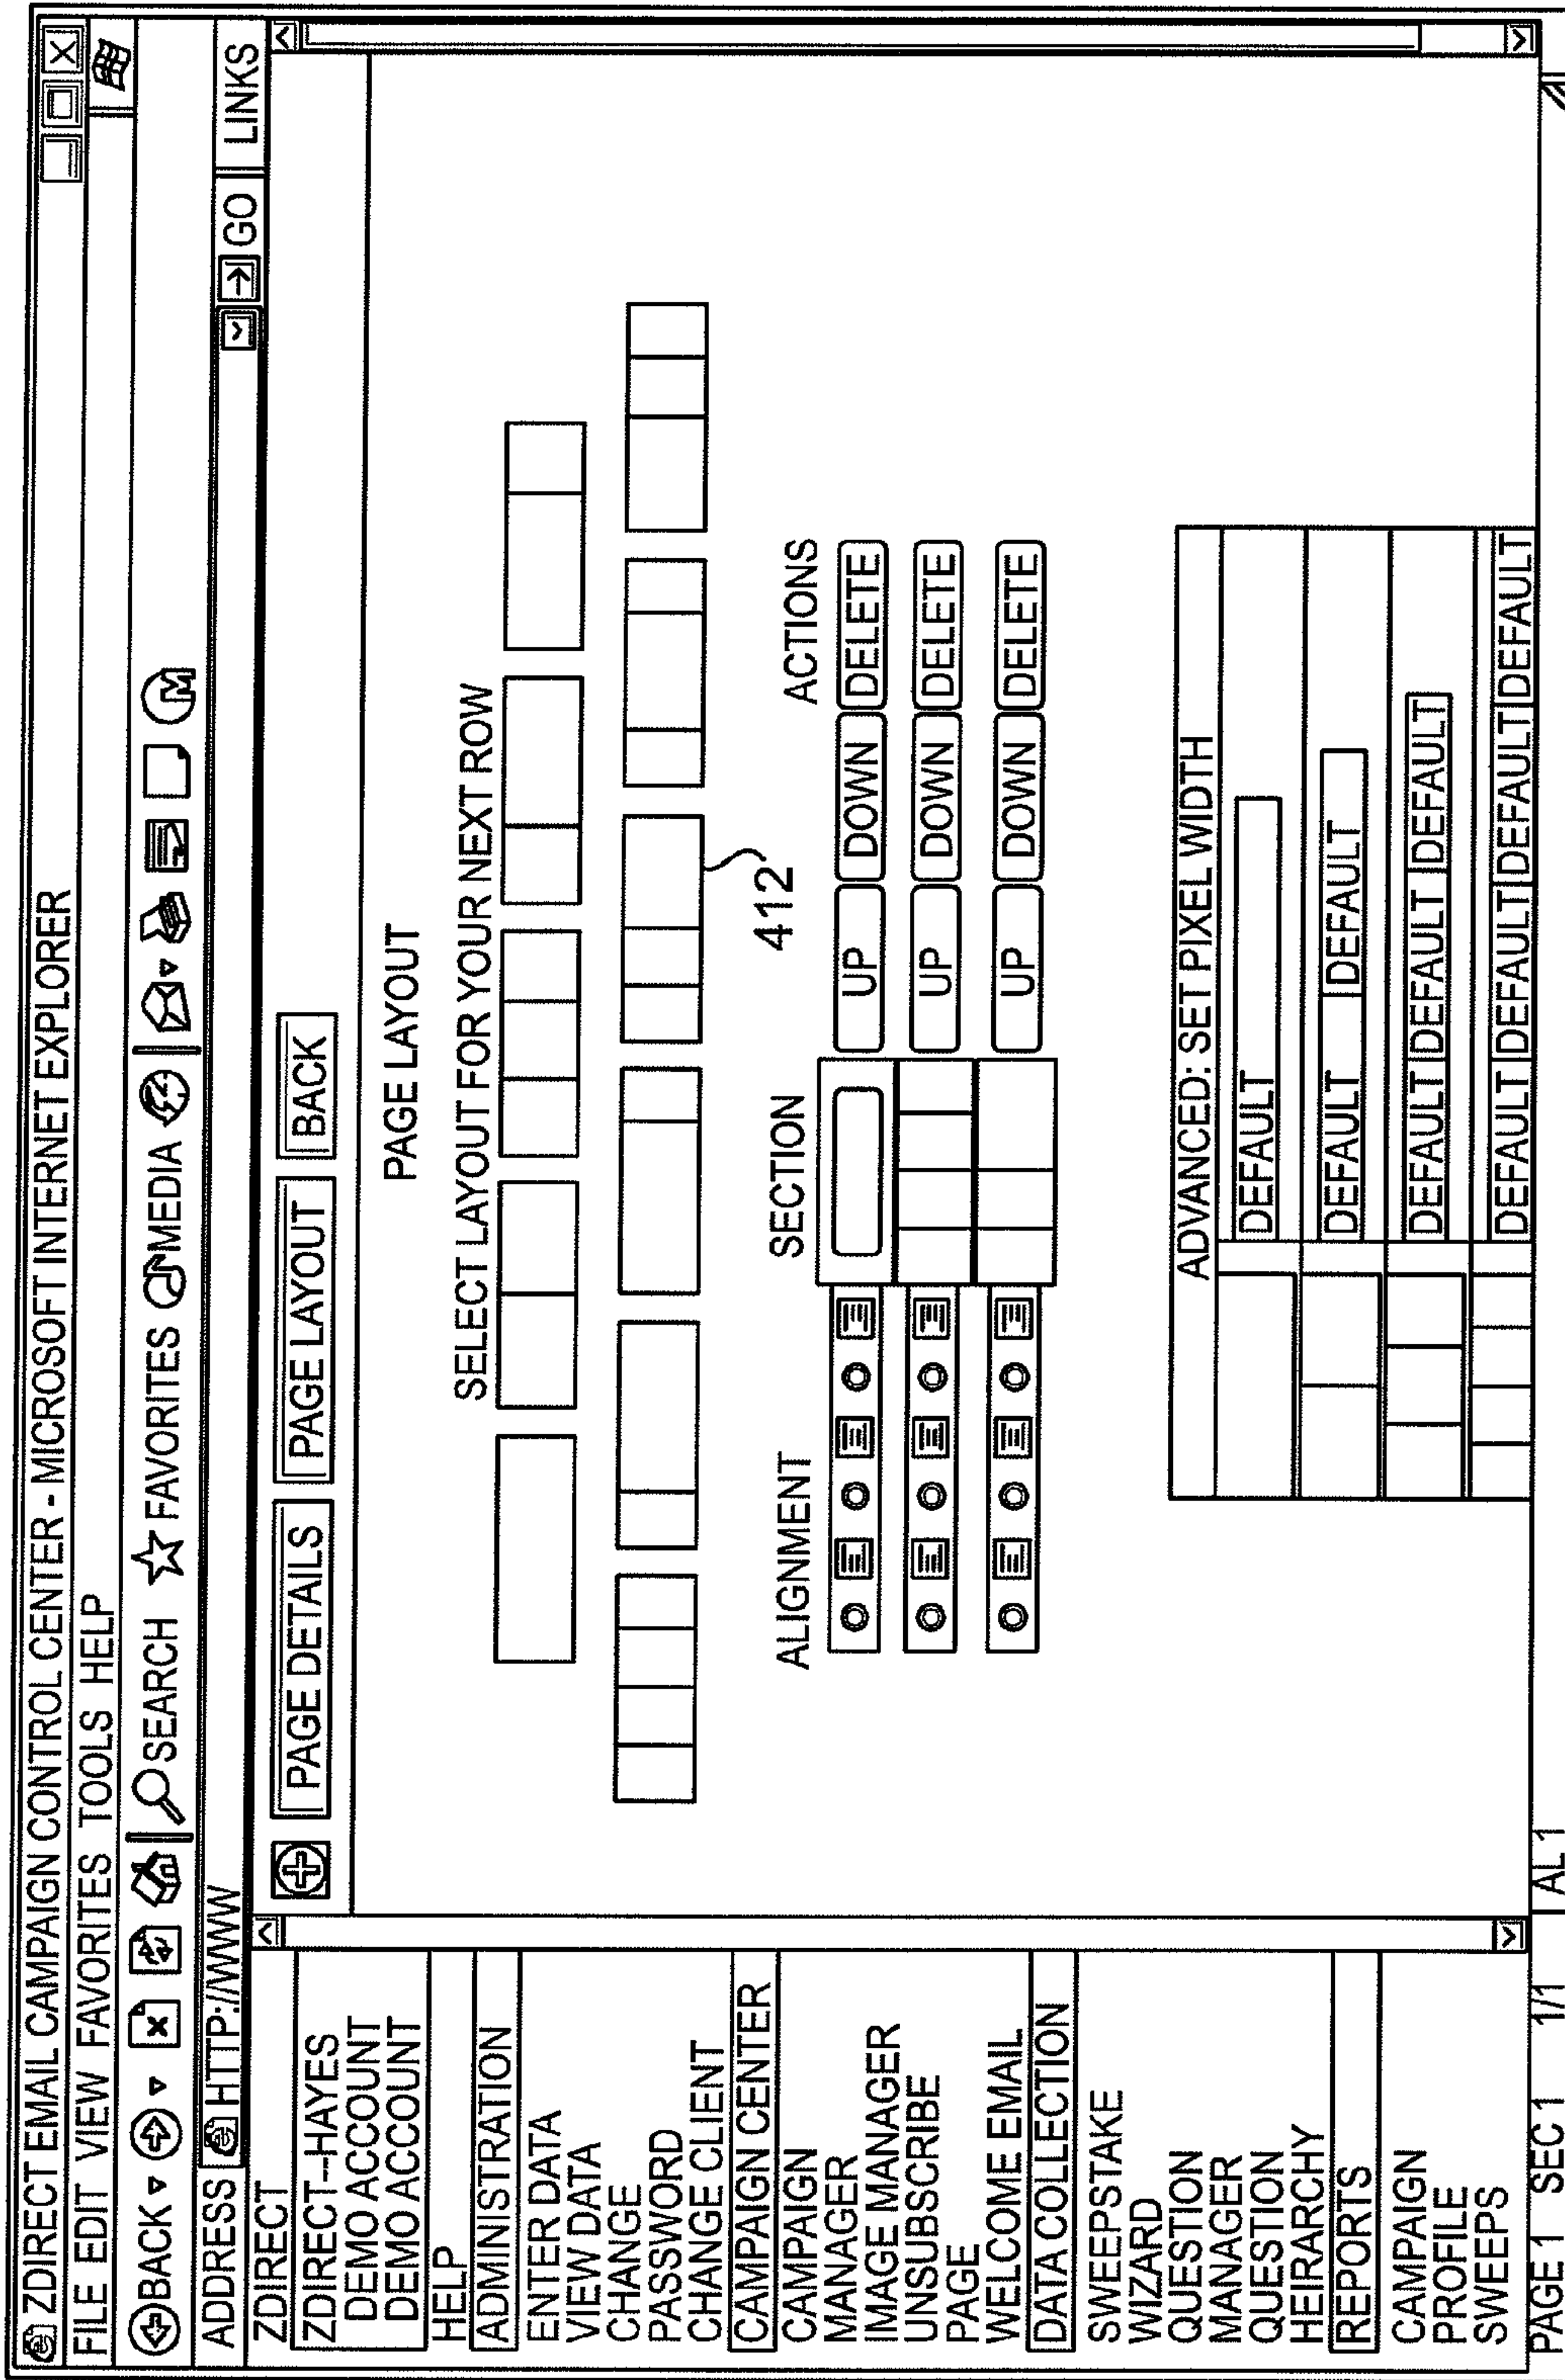 ZDIRECT EMAIL CAMPAIGN CONTROL CENTER - MICROSOFT INTERNET EXPLORER
FILE EDIT VIEW FAVORITES TOOLS HELP
BACK SEARCH FAVORITES MEDIA
ADDRESS HTTP://WWW GO LINKS
ZDIRECT
ZDIRECT---HAYES
DEMO ACCOUNT
DEMO ACCOUNT
HELP
ADMINISTRATION
ENTER DATA
VIEW DATA
CHANGE
PASSWORD
CHANGE CLIENT
CAMPAIGN CENTER
CAMPAIGN
MANAGER
IMAGE MANAGER
UNSUBSCRIBE
PAGE
WELCOME EMAIL
DATA COLLECTION
SWEEPSTAKE
WIZARD
QUESTION
MANAGER
QUESTION
HEIRARCHY
REPORTS
CAMPAIGN
PROFILE
SWEEPS
PAGE DETAILS PAGE LAYOUT BACK
PAGE LAYOUT
SELECT LAYOUT FOR YOUR NEXT ROW
412
ALIGNMENT SECTION ACTIONS
UP DOWN DELETE
UP DOWN DELETE
UP DOWN DELETE
ADVANCED: SET PIXEL WIDTH
DEFAULT
DEFAULT DEFAULT
DEFAULT DEFAULT DEFAULT
DEFAULT DEFAULT DEFAULT DEFAULT
PAGE 1 SEC 1 1/1 AL 1